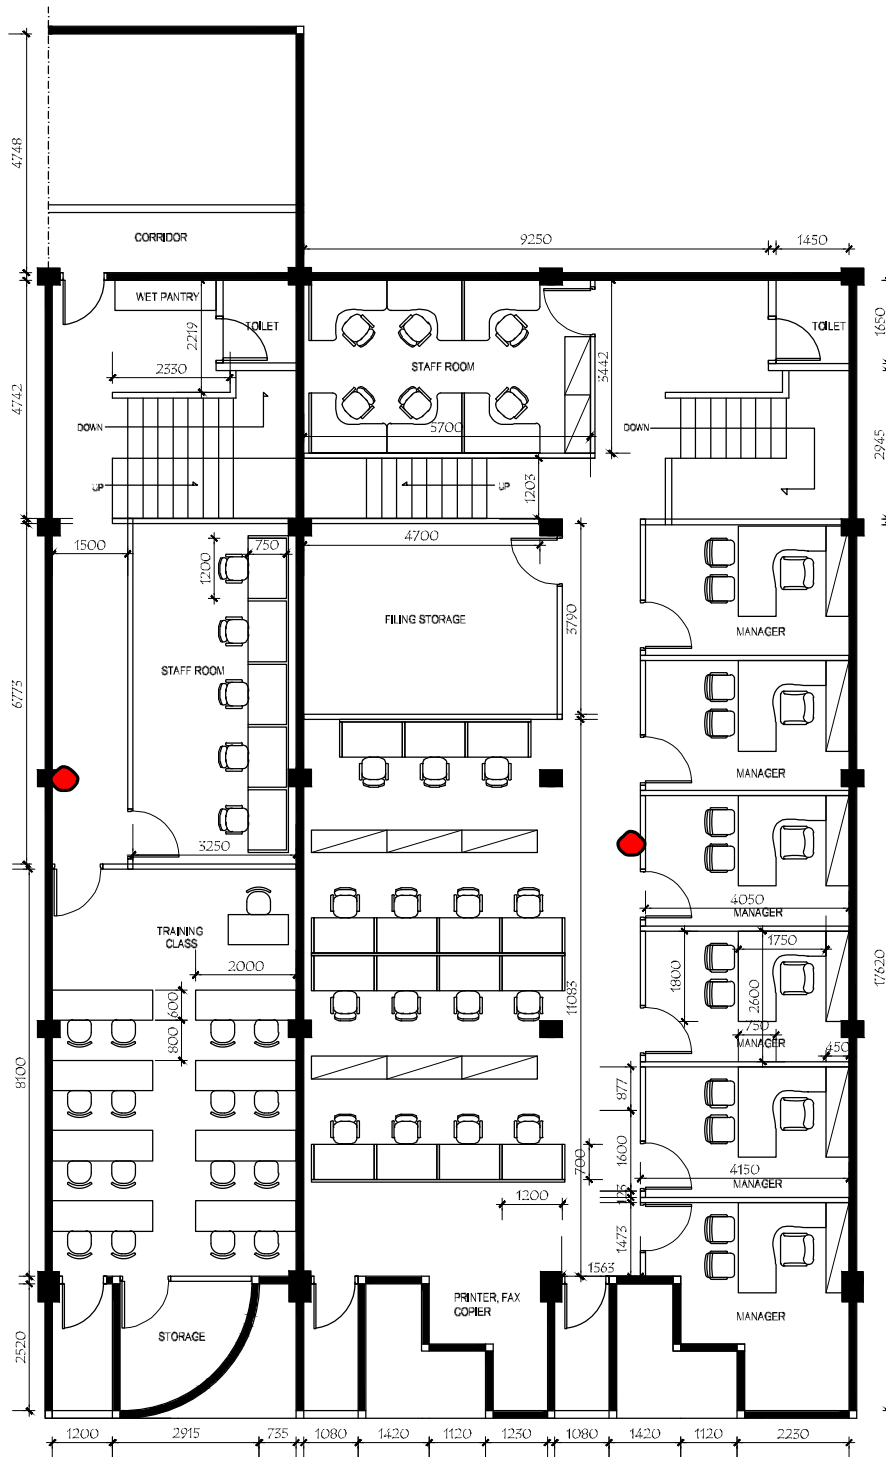 4748
CORRIDOR
9250
1450
WET PANTRY
TOILET
TOILET
1650
2219
STAFF ROOM
3442
2330
4742
5700
DOWN
DOWN
2945
UP
UP
1203
1500
750
4700
1200
FILING STORAGE
3790
MANAGER
STAFF ROOM
6773
MANAGER
3250
4050
MANAGER
TRAINING
CLASS
1750
2000
1800
2600
17620
600
11083
800
750
MANAGER
450
8100
877
1600
700
4150
MANAGER
125
1200
1473
1563
PRINTER, FAX
COPIER
MANAGER
STORAGE
2520
1200
2915
735
1080
1420
1120
1230
1080
1420
1120
2230